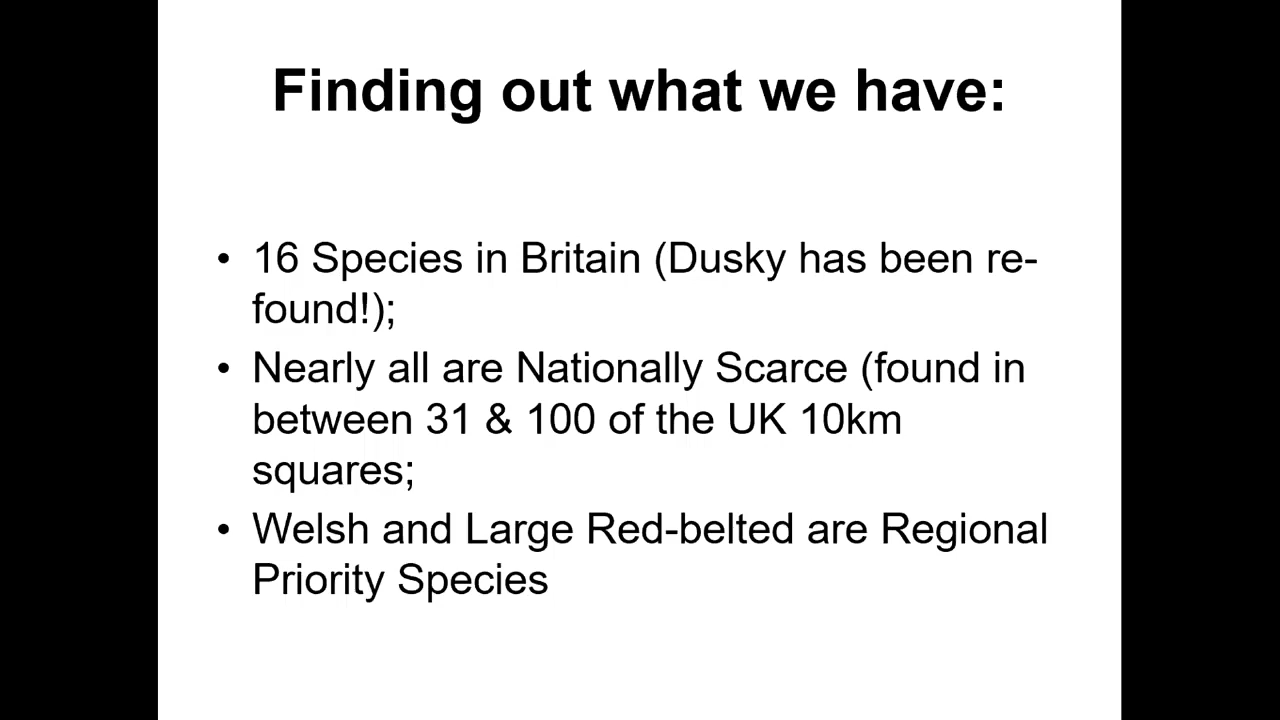 Finding out what we have:
• 16 Species in Britain (Dusky has been re-
found!);
• Nearly all are Nationally Scarce (found in
between 31 & 100 of the UK 10km
squares;
• Welsh and Large Red-belted are Regional
Priority Species